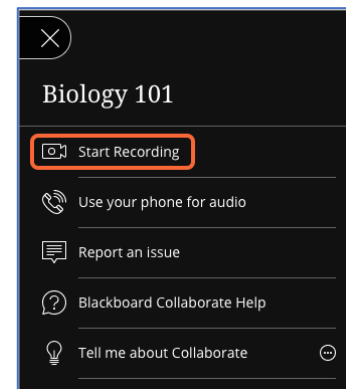 Biology 101
Start Recording
Use your phone for audio
Report an issue
Blackboard Collaborate Help
Tell me about Collaborate